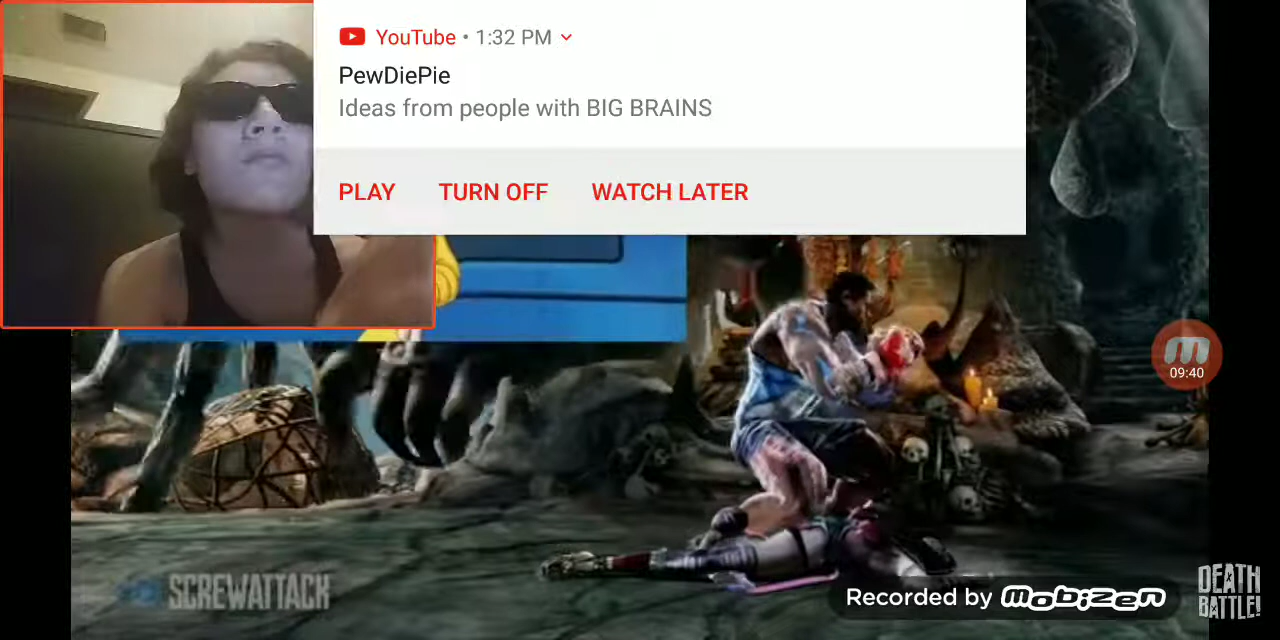 YouTube • 1:32 PM
PewDiePie
Ideas from people with BIG BRAINS
PLAY TURN OFF WATCH LATER
09:40
SCREWATTACK
Recorded by mobizen
DEATH
BATTLE!